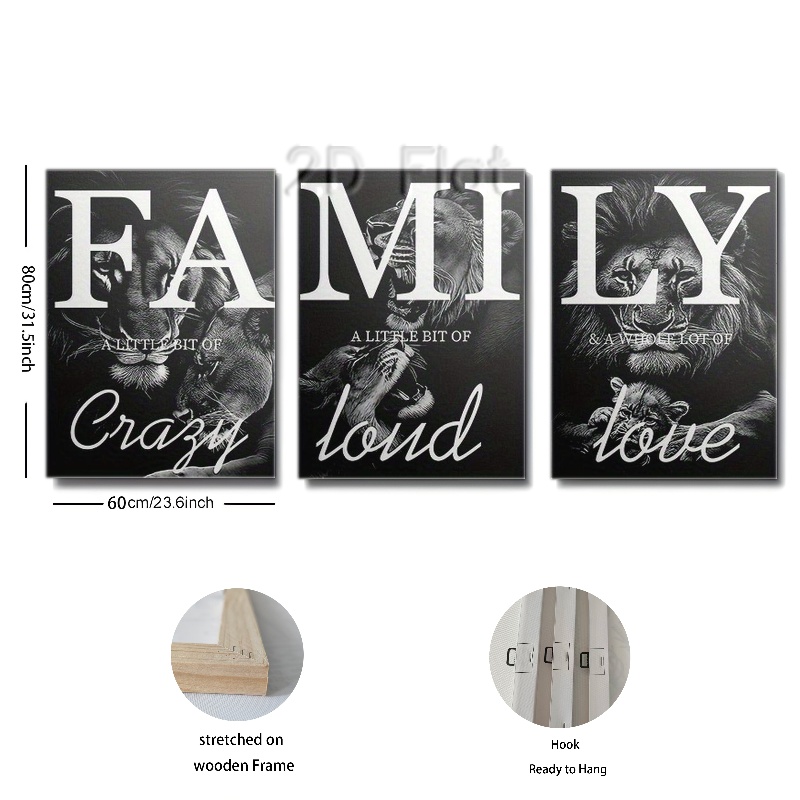 2D Flat
FA
MI
LY
A LITTLE BIT OF
A LITTLE BIT OF
& A WHOLE LOT OF
Crazy
loud
love
80cm/31.5inch
60cm/23.6inch
stretched on
wooden Frame
Hook
Ready to Hang